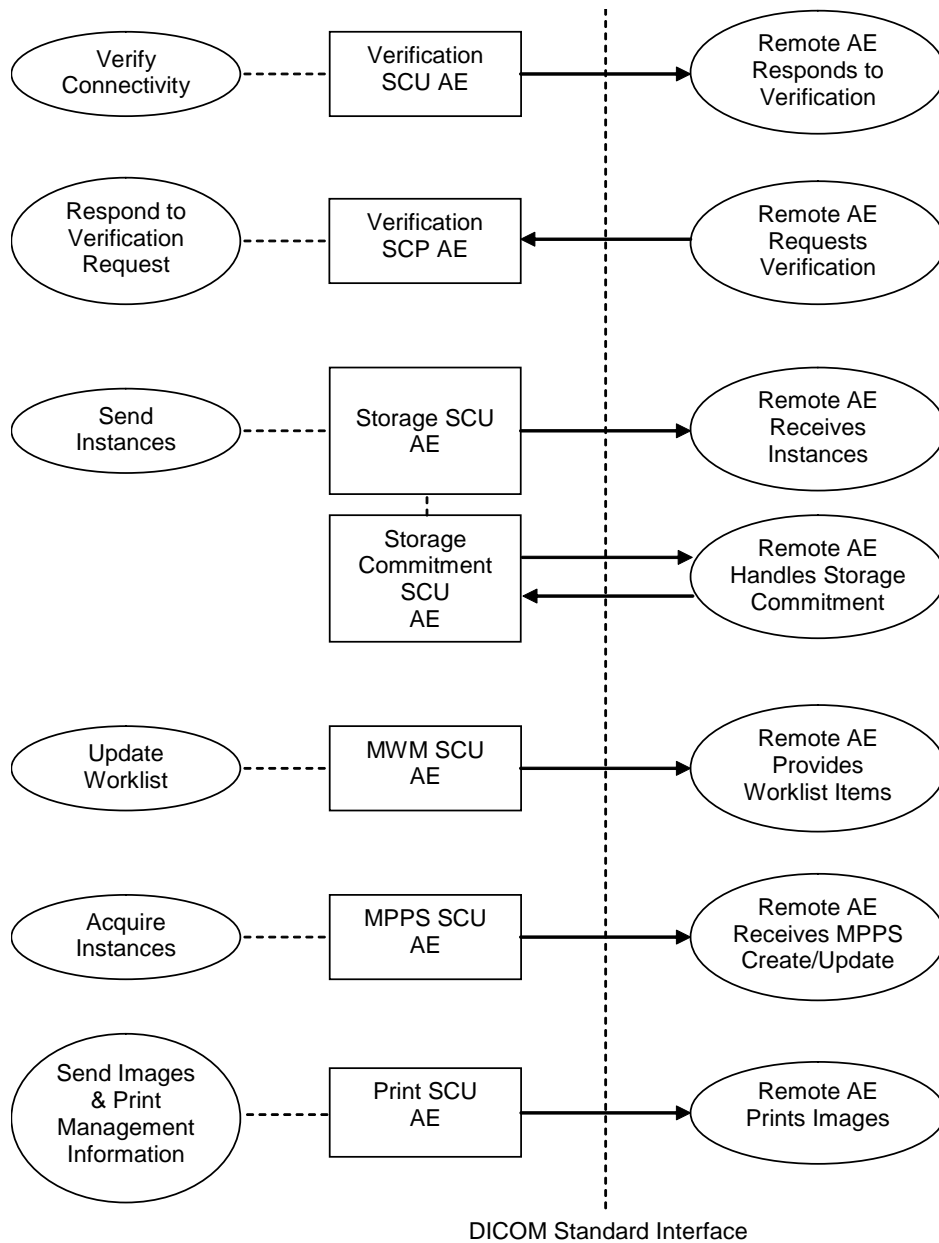 Verify
Connectivity
Verification
SCU AE
Remote AE
Responds to
Verification
Respond to
Verification
Request
Verification
SCP AE
Remote AE
Requests
Verification
Send
Instances
Storage SCU
AE
Remote AE
Receives
Instances
Storage
Commitment
SCU
AE
Remote AE
Handles Storage
Commitment
Update
Worklist
MWM SCU
AE
Remote AE
Provides
Worklist Items
Acquire
Instances
MPPS SCU
AE
Remote AE
Receives MPPS
Create/Update
Send Images
& Print
Management
Information
Print SCU
AE
Remote AE
Prints Images
DICOM Standard Interface